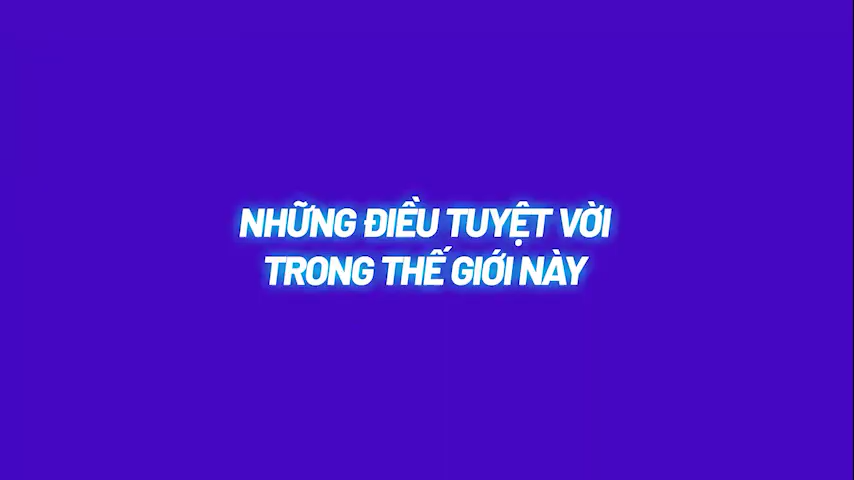 NHỮNG ĐIỀU TUYỆT VỜI
TRONG THẾ GIỚI NÀY